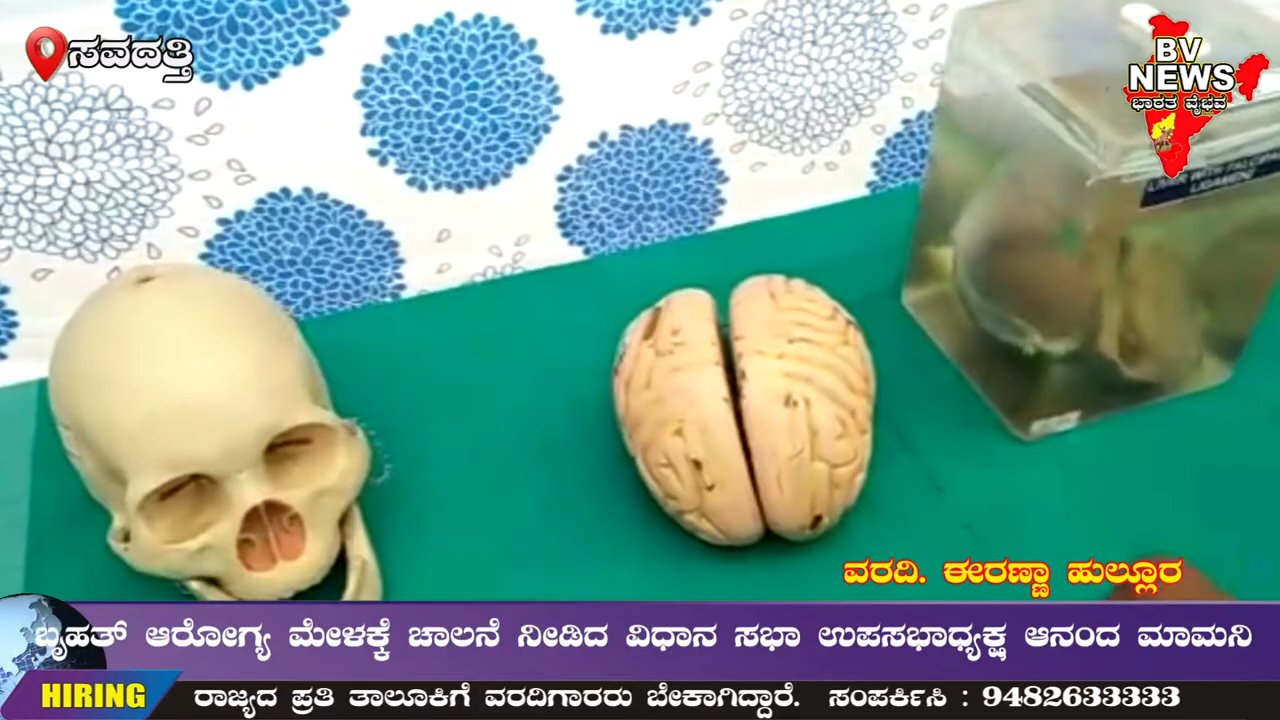 ಸವದತ್ತಿ
BV
NEWS
ಭಾರತ ವೈಭವ
ವರದಿ. ಈರಣ್ಣಾ ಹುಲ್ಲೂರ
ಬೃಹತ್ ಆರೋಗ್ಯ ಮೇಳಕ್ಕೆ ಚಾಲನೆ ನೀಡಿದ ವಿಧಾನ ಸಭಾ ಉಪಸಭಾಧ್ಯಕ್ಷ ಆನಂದ ಮಾಮನಿ
HIRING ರಾಜ್ಯದ ಪ್ರತಿ ತಾಲೂಕಿಗೆ ವರದಿಗಾರರು ಬೇಕಾಗಿದ್ದಾರೆ. ಸಂಪರ್ಕಿಸಿ : 9482633333